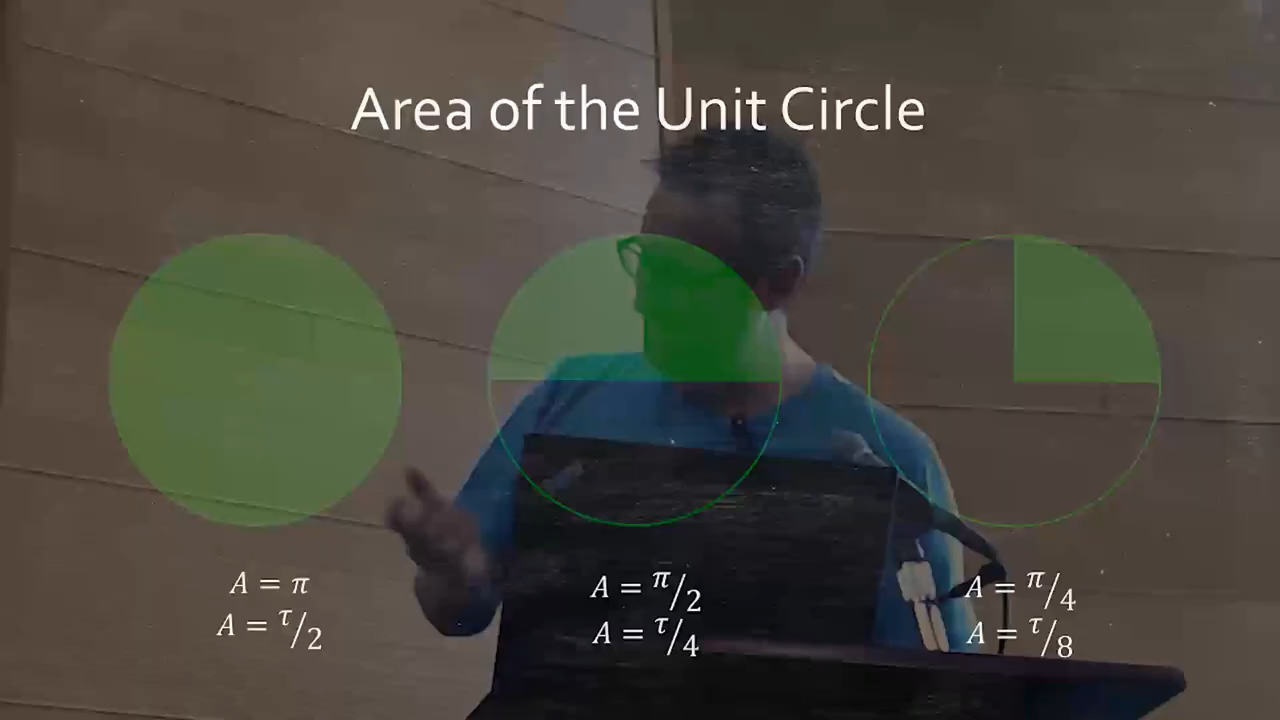 Area of the Unit Circle
A = π
A = τ/2
A = π/2
A = τ/4
A = π/4
A = τ/8